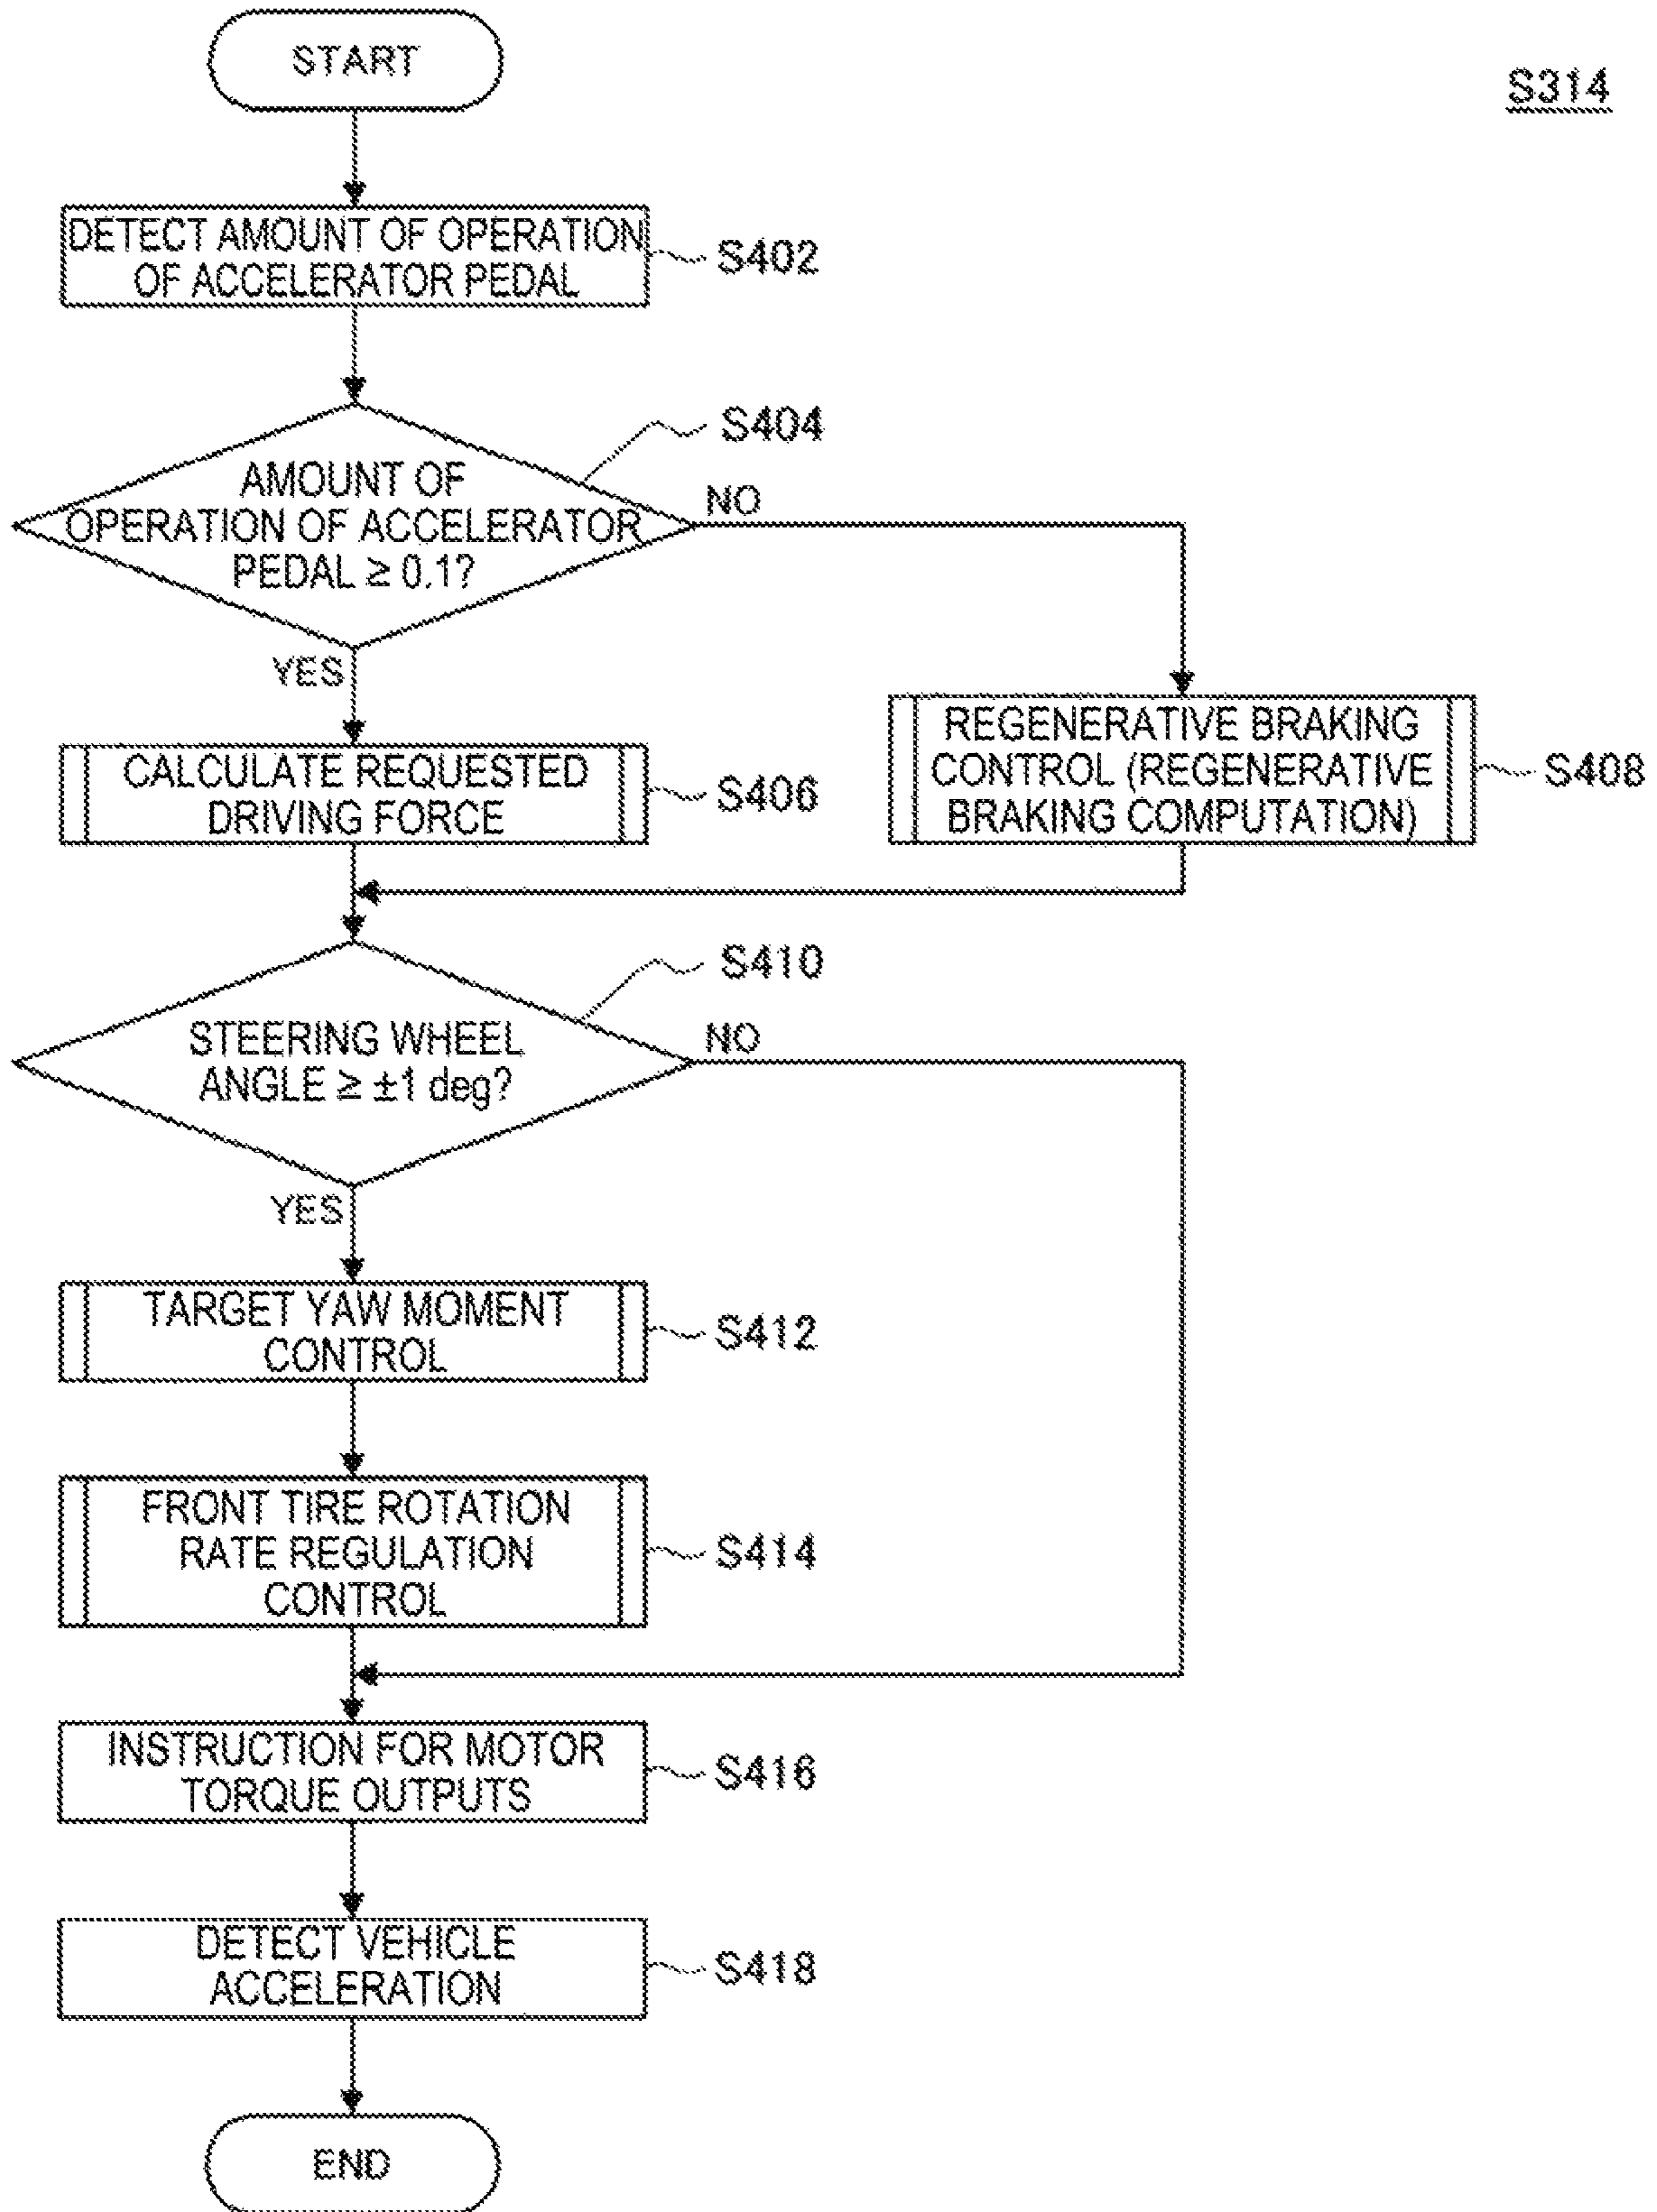 START
S314
DETECT AMOUNT OF OPERATION
OF ACCELERATOR PEDAL
S402
S404
AMOUNT OF
OPERATION OF ACCELERATOR
PEDAL ≥ 0.1?
NO
YES
CALCULATE REQUESTED
DRIVING FORCE
S406
REGENERATIVE BRAKING
CONTROL (REGENERATIVE
BRAKING COMPUTATION)
S408
S410
STEERING WHEEL
ANGLE ≥ ±1 deg?
NO
YES
TARGET YAW MOMENT
CONTROL
S412
FRONT TIRE ROTATION
RATE REGULATION
CONTROL
S414
INSTRUCTION FOR MOTOR
TORQUE OUTPUTS
S416
DETECT VEHICLE
ACCELERATION
S418
END